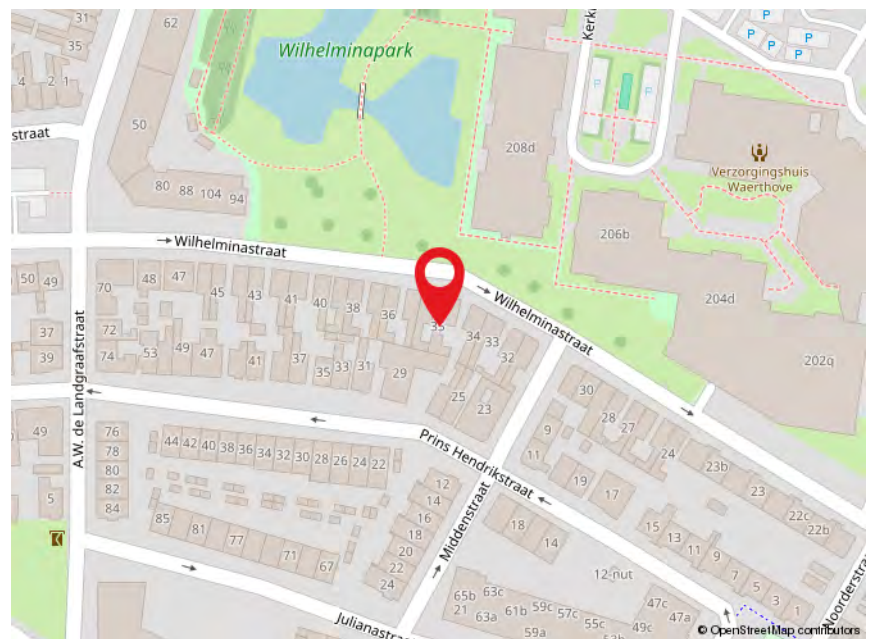 62
31
35
Wilhelminapark
Kerk
P
P
P
P
P
P
4
2
1
50
208d
Verzorgingshuis
Waerthove
straat
80 88 104 94
206b
Wilhelminastraat
50 49
70
48 47
45
43
41
40
38
36
35
34
33
32
Wilhelminastraat
204d
202q
37
39
72
74
53
49
47
41
37
35 33 31
29
25
23
30
28
27
24
A.W. de Landgraafstraat
49
76
78
80
82
84
44 42 40 38 36 34 32 30 28 26 24 22
Prins Hendrikstraat
9
11
19
17
23b
23
22c
22b
5
85
81
77
71
67
12
14
16
18
20
22
24
Middenstraat
18
14
15
13
11
9
7
5
3
1
12-nut
Noorderstra
Julianastraa
65b 63c
21
63a
61b
59c
59a
57c
55c
53c
49c
47c
47a
© OpenStreetMap contributors